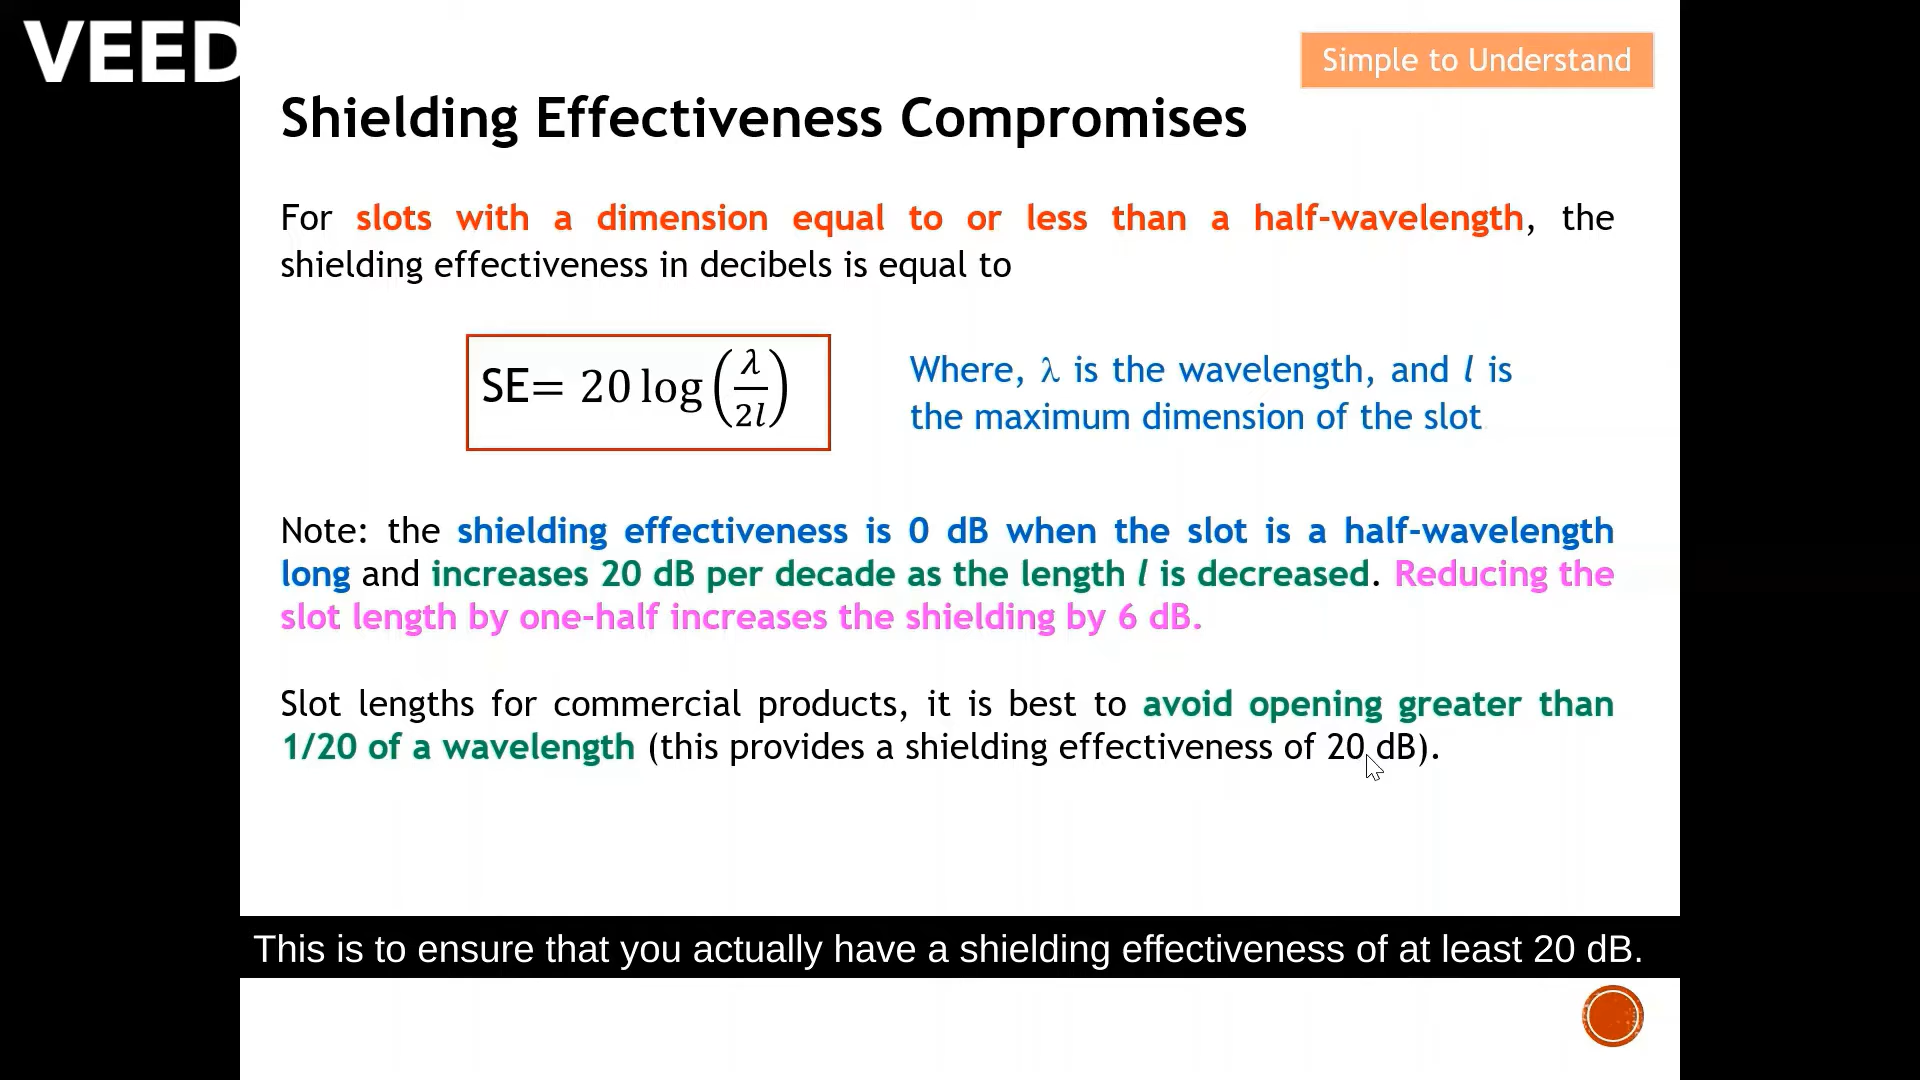 VEED
Simple to Understand
Shielding Effectiveness Compromises
For slots with a dimension equal to or less than a half-wavelength, the
shielding effectiveness in decibels is equal to
SE= 20 log (λ/2l)
Where, λ is the wavelength, and l is
the maximum dimension of the slot
Note: the shielding effectiveness is 0 dB when the slot is a half-wavelength
long and increases 20 dB per decade as the length l is decreased. Reducing the
slot length by one-half increases the shielding by 6 dB.
Slot lengths for commercial products, it is best to avoid opening greater than
1/20 of a wavelength (this provides a shielding effectiveness of 20 dB).
This is to ensure that you actually have a shielding effectiveness of at least 20 dB.